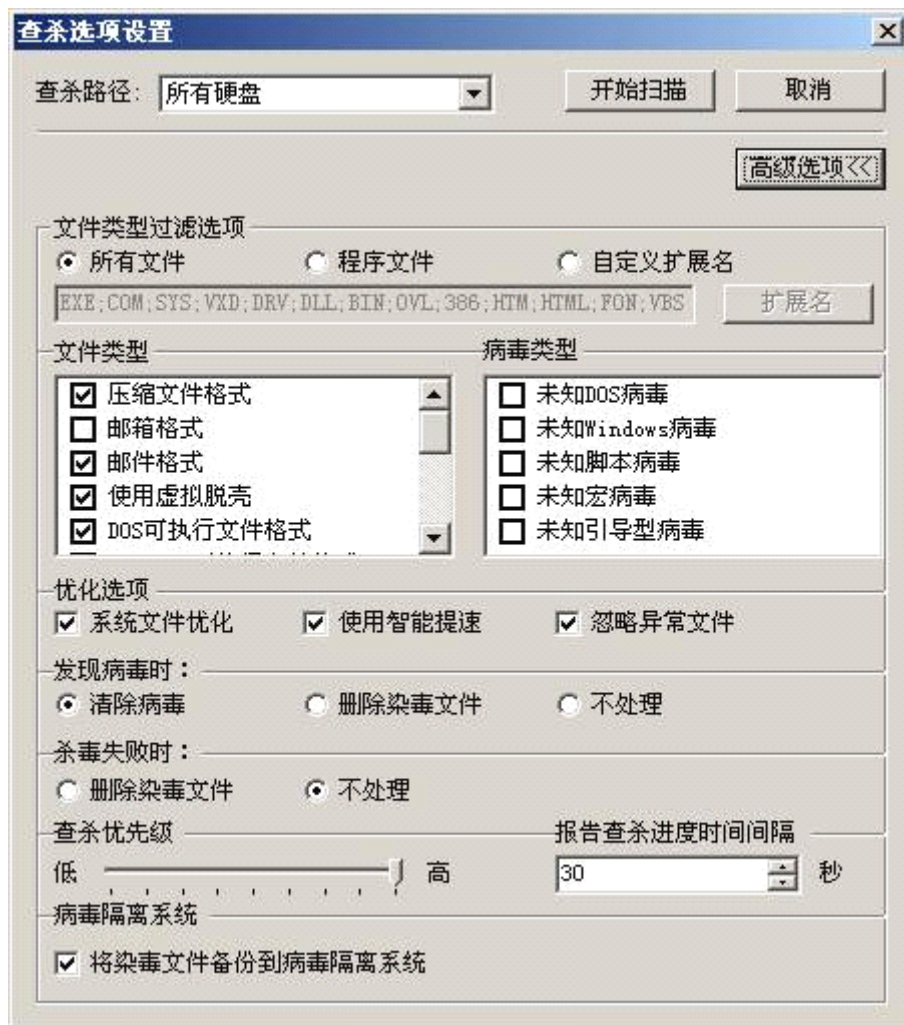 查杀选项设置
查杀路径: 所有硬盘 开始扫描 取消
高级选项<<
文件类型过滤选项
所有文件 程序文件 自定义扩展名
EXE;COM;SYS;VXD;DRV;DLL;BIN;OVL;386;HTM;HTML;FON;VBS 扩展名
文件类型 病毒类型
压缩文件格式 未知DOS病毒
邮箱格式 未知Windows病毒
邮件格式 未知脚本病毒
使用虚拟脱壳 未知宏病毒
DOS可执行文件格式 未知引导型病毒
优化选项
系统文件优化 使用智能提速 忽略异常文件
发现病毒时：
清除病毒 删除染毒文件 不处理
杀毒失败时：
删除染毒文件 不处理
查杀优先级 报告查杀进度时间间隔
低 高 30 秒
病毒隔离系统
将染毒文件备份到病毒隔离系统